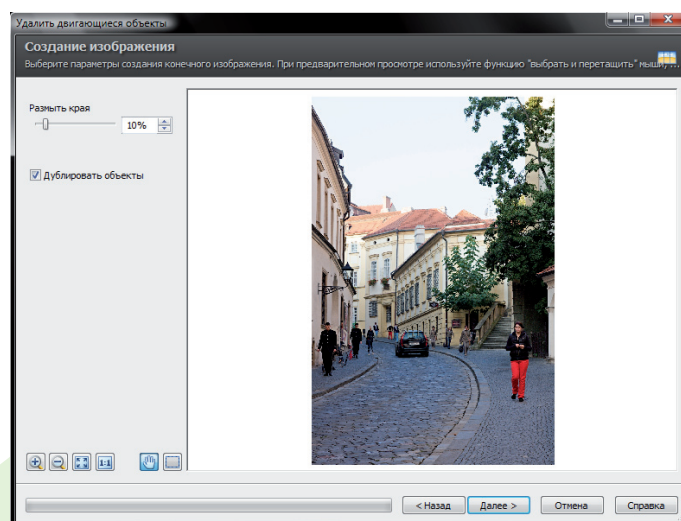 Удалить двигающиеся объекты
Создание изображения
Выберите параметры создания конечного изображения. При предварительном просмотре используйте функцию "выбрать и перетащить" мыши, ...
Размыть края
10%
Дублировать объекты
1:1
< Назад
Далее >
Отмена
Справка